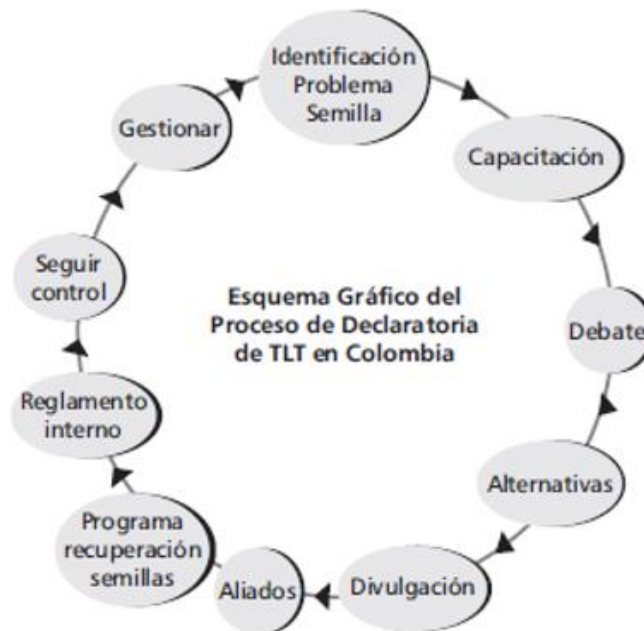 Identificación
Problema
Semilla
Capacitación
Debate
Alternativas
Divulgación
Aliados
Programa
recuperación
semillas
Reglamento
interno
Seguir
control
Gestionar
Esquema Gráfico del
Proceso de Declaratoria
de TLT en Colombia